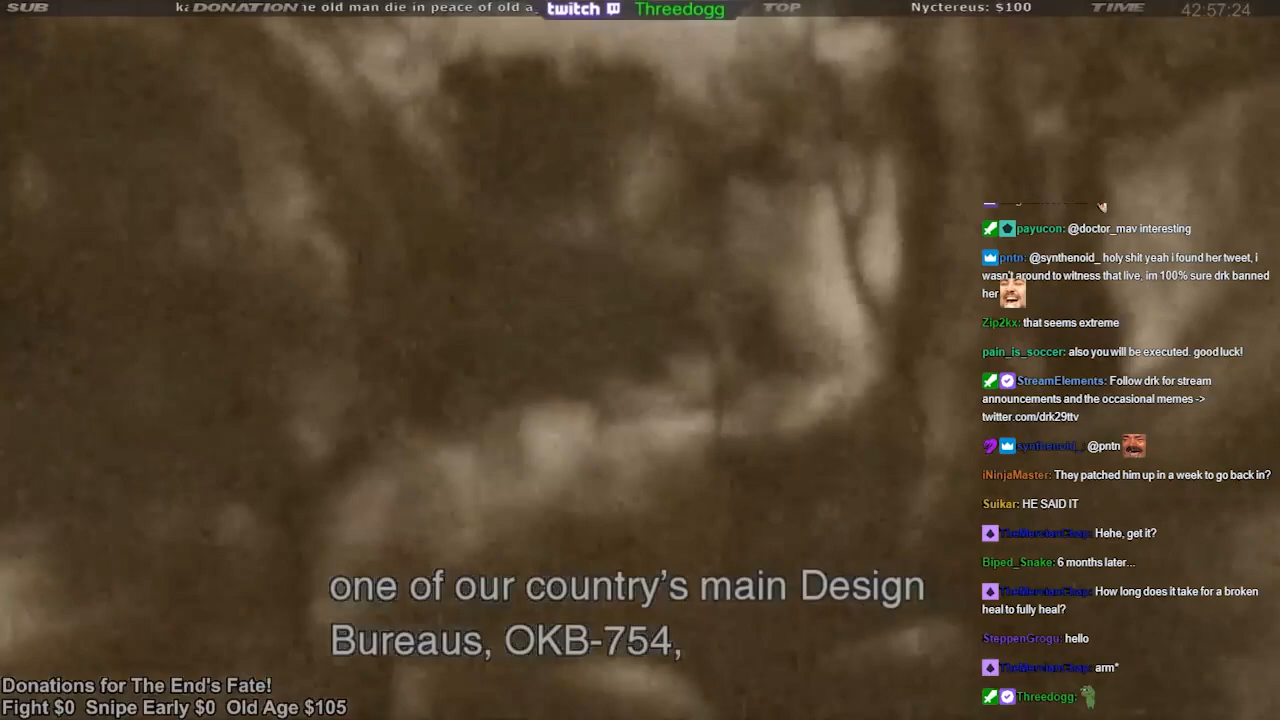 SUB
DONATION
he old man die in peace of old a
twitch Threedogg
TOP
Nyctereus: $100
TIME
42:57:24
payucon: @doctor_mav interesting
pntn: @synthenoid_ holy shit yeah i found her tweet, i
wasn't around to witness that live, im 100% sure drk banned
her
Zip2kx: that seems extreme
pain_is_soccer: also you will be executed. good luck!
StreamElements: Follow drk for stream
announcements and the occasional memes ->
twitter.com/drk29ttv
synthenoid_: @pntn
iNinjaMaster: They patched him up in a week to go back in?
Suikar: HE SAID IT
TheMercianChap: Hehe, get it?
Biped_Snake: 6 months later...
TheMercianChap: How long does it take for a broken
heal to fully heal?
SteppenGrogu: hello
TheMercianChap: arm*
Threedogg:
one of our country's main Design
Bureaus, OKB-754,
Donations for The End's Fate!
Fight $0 Snipe Early $0 Old Age $105